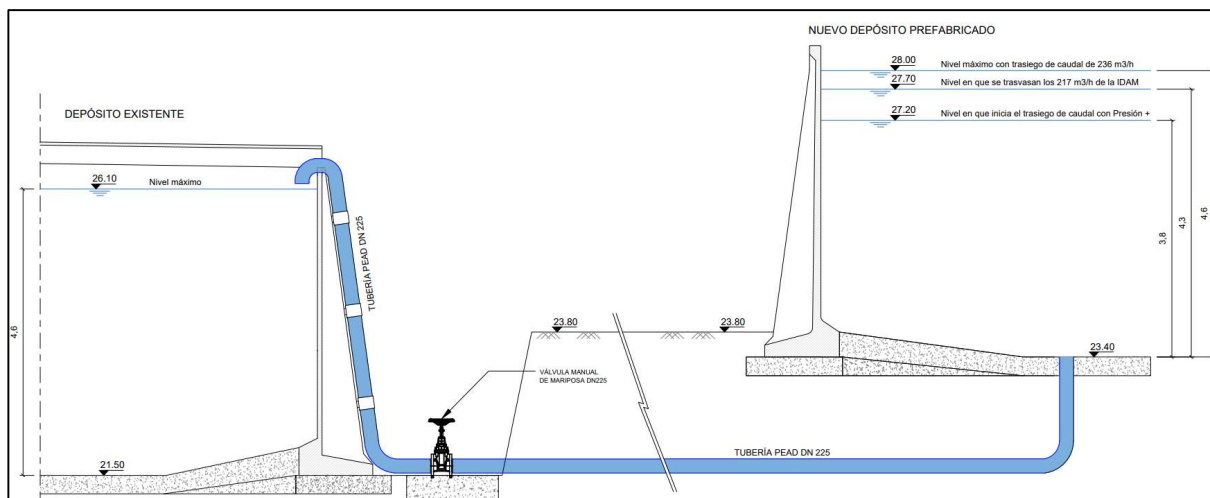 NUEVO DEPÓSITO PREFABRICADO
28.00
Nivel máximo con trasiego de caudal de 236 m3/h
27.70
Nivel en que se trasvasan los 217 m3/h de la IDAM
27.20
Nivel en que inicia el trasiego de caudal con Presión +
DEPÓSITO EXISTENTE
26.10
Nivel máximo
TUBERÍA PEAD DN 225
4,6
3,8
4,3
4,6
23.80
23.80
23.40
VÁLVULA MANUAL
DE MARIPOSA DN225
TUBERÍA PEAD DN 225
21.50